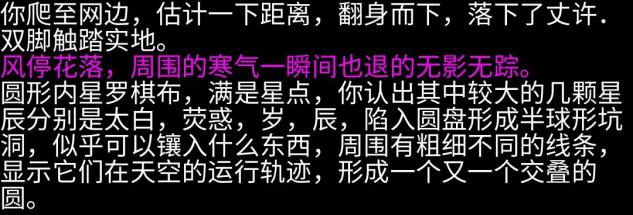 你爬至网边，估计一下距离，翻身而下，落下了丈许．
双脚触踏实地。
风停花落，周围的寒气一瞬间也退的无影无踪。
圆形内星罗棋布，满是星点，你认出其中较大的几颗星
辰分别是太白，荧惑，岁，辰，陷入圆盘形成半球形坑
洞，似乎可以镶入什么东西，周围有粗细不同的线条，
显示它们在天空的运行轨迹，形成一个又一个交叠的
圆。